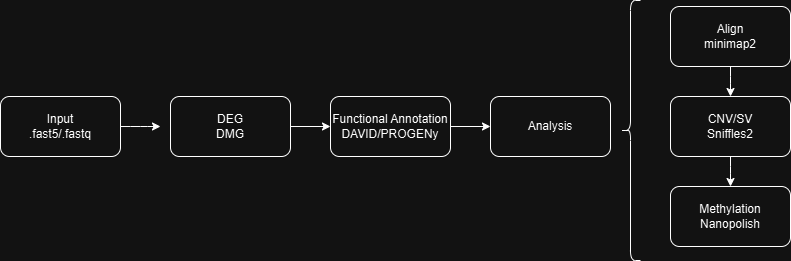 Input
.fast5/.fastq
DEG
DMG
Functional Annotation
DAVID/PROGENy
Analysis
Align
minimap2
CNV/SV
Sniffles2
Methylation
Nanopolish